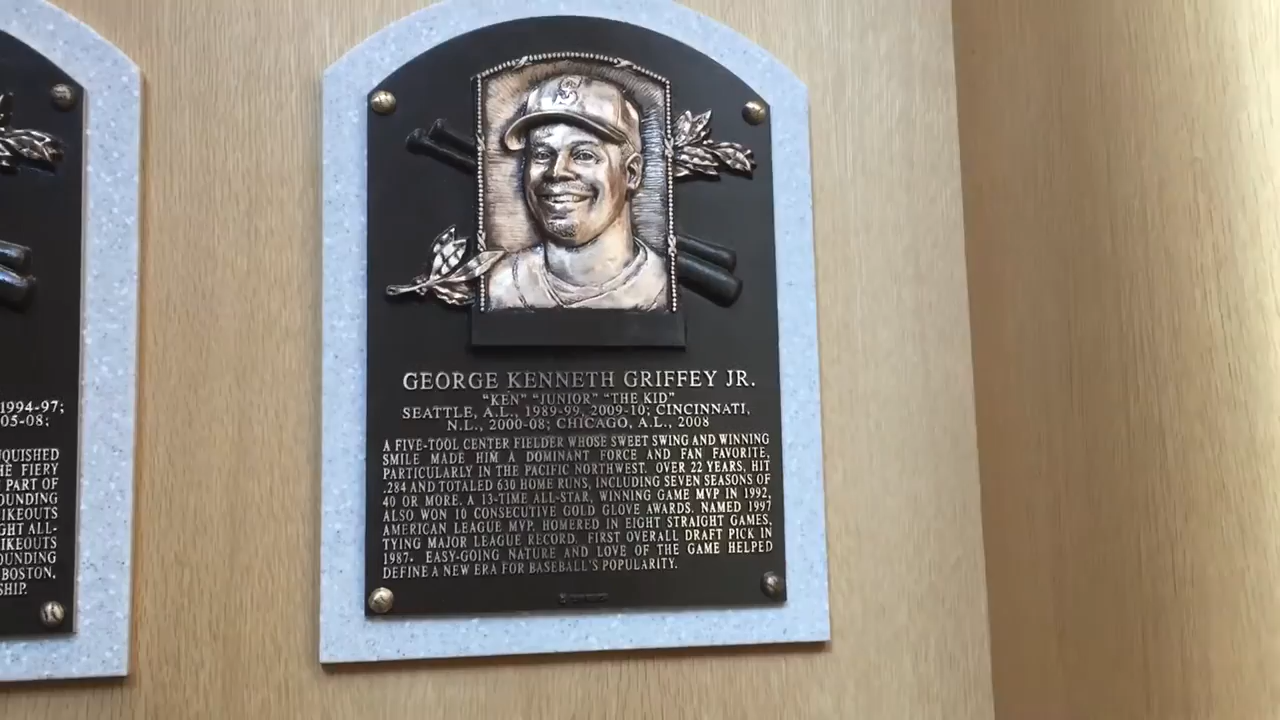 1994-97;
05-08;
QUISHED
HE FIERY
PART OF
OUNDING
IKEOUTS
GHT ALL-
IKEOUTS
OUNDING
BOSTON,
SHIP.
S
GEORGE KENNETH GRIFFEY JR.
"KEN" "JUNIOR" "THE KID"
SEATTLE, A.L., 1989-99, 2009-10; CINCINNATI,
N.L., 2000-08; CHICAGO, A.L., 2008
A FIVE-TOOL CENTER FIELDER WHOSE SWEET SWING AND WINNING
SMILE MADE HIM A DOMINANT FORCE AND FAN FAVORITE,
PARTICULARLY IN THE PACIFIC NORTHWEST. OVER 22 YEARS, HIT
.284 AND TOTALED 630 HOME RUNS, INCLUDING SEVEN SEASONS OF
40 OR MORE. A 13-TIME ALL-STAR, WINNING GAME MVP IN 1992,
ALSO WON 10 CONSECUTIVE GOLD GLOVE AWARDS. NAMED 1997
AMERICAN LEAGUE MVP. HOMERED IN EIGHT STRAIGHT GAMES,
TYING MAJOR LEAGUE RECORD. FIRST OVERALL DRAFT PICK IN
1987. EASY-GOING NATURE AND LOVE OF THE GAME HELPED
DEFINE A NEW ERA FOR BASEBALL'S POPULARITY.